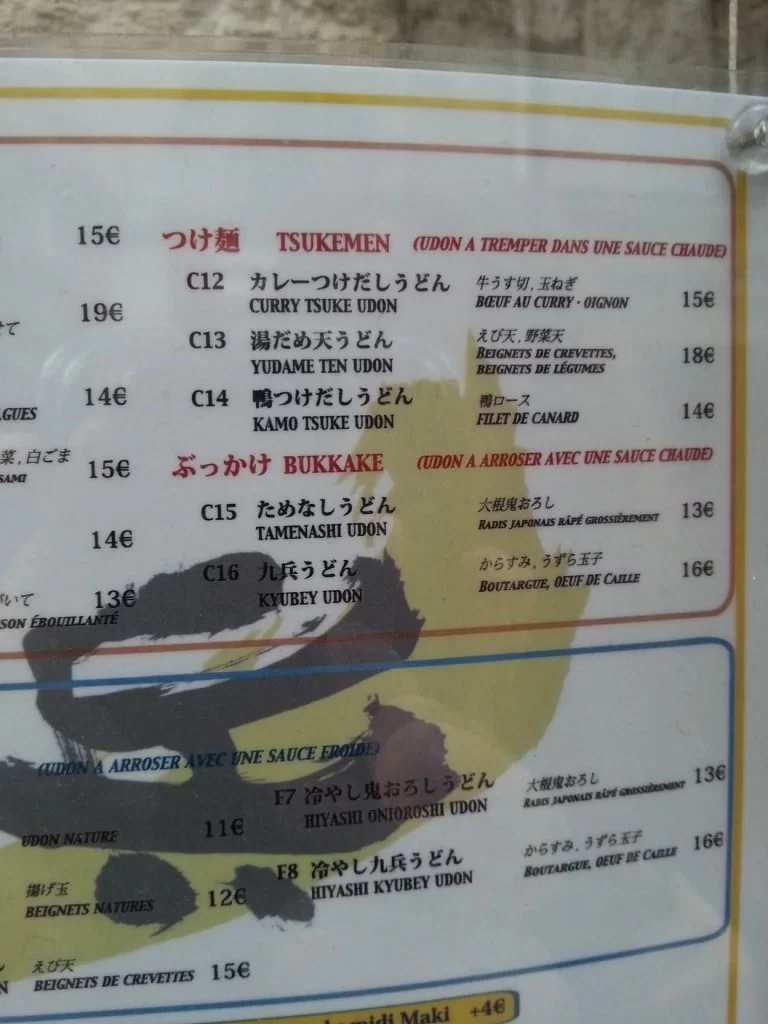 15€
つけ麺 TSUKEMEN (UDON A TREMPER DANS UNE SAUCE CHAUDE)
C12 カレーつけだしうどん 牛うす切, 玉ねぎ
CURRY TSUKE UDON BŒUF AU CURRY · OIGNON 15€
19€
C13 湯だめ天うどん えび天, 野菜天
YUDAME TEN UDON BEIGNETS DE CREVETTES, BEIGNETS DE LÉGUMES 18€
14€
C14 鴨つけだしうどん 鴨ロース
KAMO TSUKE UDON FILET DE CANARD 14€
菜, 白ごま 15€
ぶっかけ BUKKAKE (UDON A ARROSER AVEC UNE SAUCE CHAUDE)
C15 ためなしうどん 大根鬼おろし
TAMENASHI UDON RADIS JAPONAIS RÂPÉ GROSSIÈREMENT 13€
14€
C16 九兵うどん からすみ, うずら玉子
KYUBEY UDON BOUTARGUE, OEUF DE CAILLE 16€
13€
ÉBOUILLANTÉ
(UDON A ARROSER AVEC UNE SAUCE FROIDE)
F7 冷やし鬼おろしうどん 大根鬼おろし
HIYASHI ONIOROSHI UDON RADIS JAPONAIS RÂPÉ GROSSIÈREMENT 13€
UDON NATURE 11€
F8 冷やし九兵うどん からすみ, うずら玉子
HIYASHI KYUBEY UDON BOUTARGUE, OEUF DE CAILLE 16€
揚げ玉
BEIGNETS NATURES 12€
えび天
BEIGNETS DE CREVETTES 15€
Maki +4€